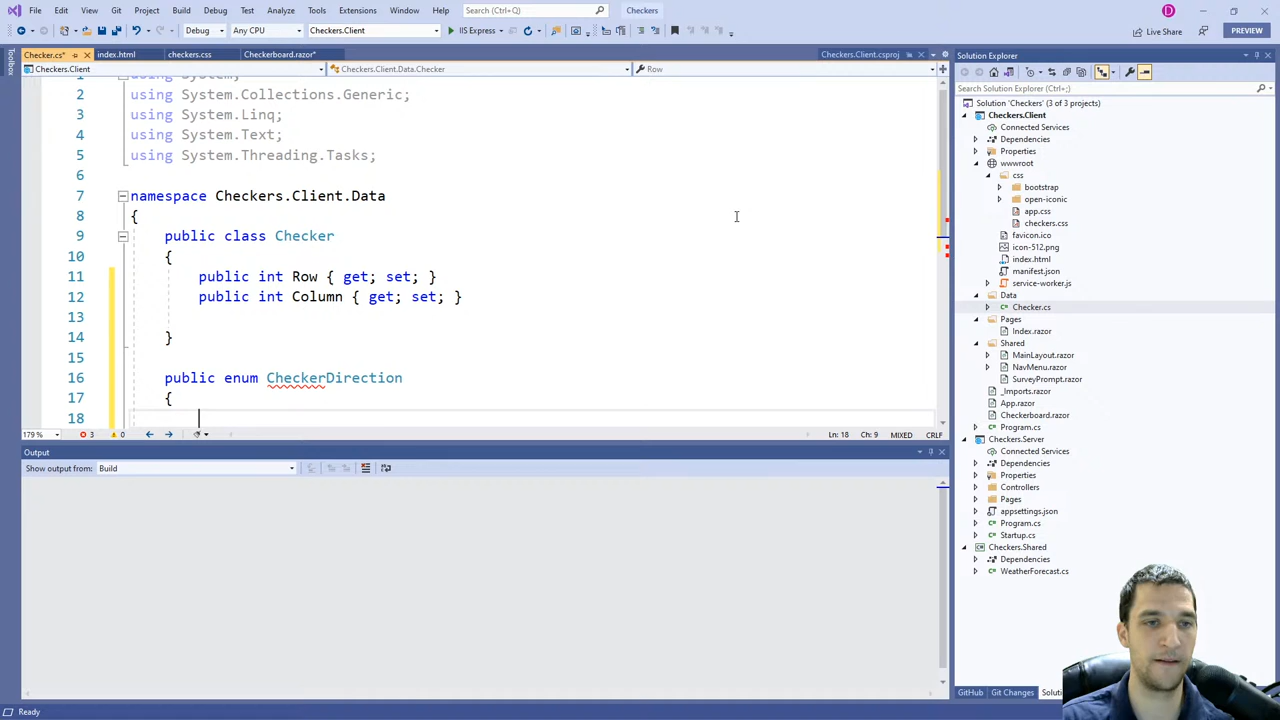 File Edit View Git Project Build Debug Test Analyze Tools Extensions Window Help Search (Ctrl+Q) Checkers D
Debug Any CPU Checkers.Client IIS Express Live Share PREVIEW
Toolbox
Checker.cs* index.html checkers.css Checkerboard.razor* Checkers.Client.csproj
Checkers.Client Checkers.Client.Data.Checker Row
1 using System;
2 using System.Collections.Generic;
3 using System.Linq;
4 using System.Text;
5 using System.Threading.Tasks;
6
7 namespace Checkers.Client.Data
8 {
9 public class Checker
10 {
11 public int Row { get; set; }
12 public int Column { get; set; }
13
14 }
15
16 public enum CheckerDirection
17 {
18
179 % 3 0 Ln: 18 Ch: 9 MIXED CRLF
Output
Show output from: Build
Ready
Solution Explorer
Search Solution Explorer (Ctrl+;)
Solution 'Checkers' (3 of 3 projects)
Checkers.Client
Connected Services
Dependencies
Properties
wwwroot
css
bootstrap
open-iconic
app.css
checkers.css
favicon.ico
icon-512.png
index.html
manifest.json
service-worker.js
Data
Checker.cs
Pages
Index.razor
Shared
MainLayout.razor
NavMenu.razor
SurveyPrompt.razor
_Imports.razor
App.razor
Checkerboard.razor
Program.cs
Checkers.Server
Connected Services
Dependencies
Properties
Controllers
Pages
appsettings.json
Program.cs
Startup.cs
Checkers.Shared
Dependencies
WeatherForecast.cs
GitHub Git Changes